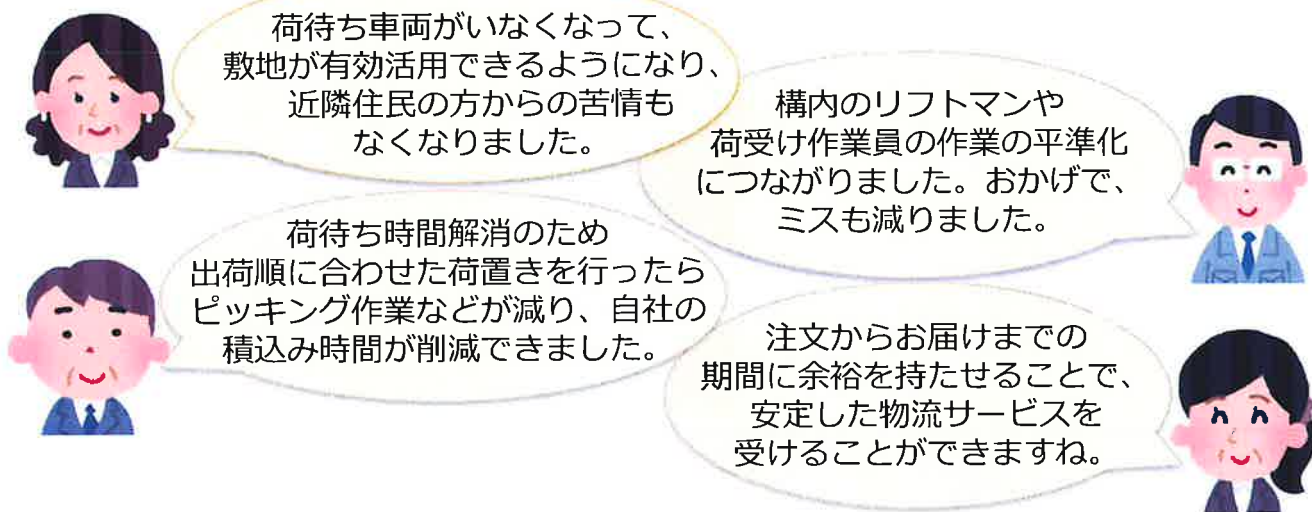 荷待ち車両がいなくなって、
敷地が有効活用できるようになり、
近隣住民の方からの苦情も
なくなりました。
構内のリフトマンや
荷受け作業員の作業の平準化
につながりました。おかげで、
ミスも減りました。
荷待ち時間解消のため
出荷順に合わせた荷置きを行ったら
ピッキング作業などが減り、自社の
積込み時間が削減できました。
注文からお届けまでの
期間に余裕を持たせることで、
安定した物流サービスを
受けることができますね。